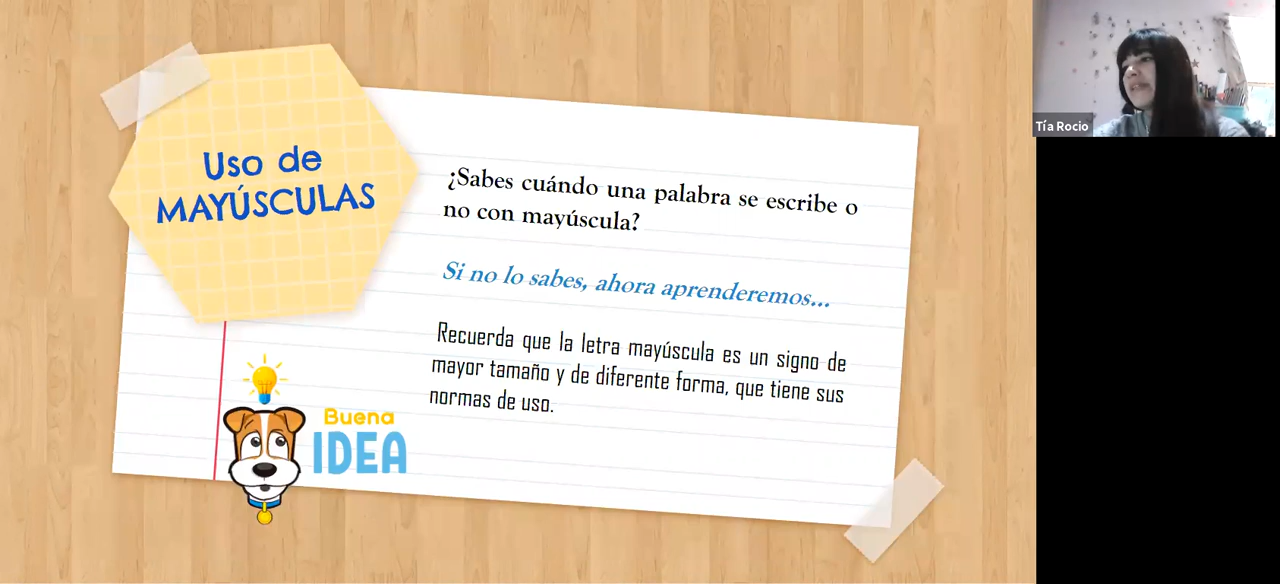 Uso de
MAYÚSCULAS
¿Sabes cuándo una palabra se escribe o
no con mayúscula?
Si no lo sabes, ahora aprenderemos...
Recuerda que la letra mayúscula es un signo de
mayor tamaño y de diferente forma, que tiene sus
normas de uso.
Buena
IDEA
Tía Rocio